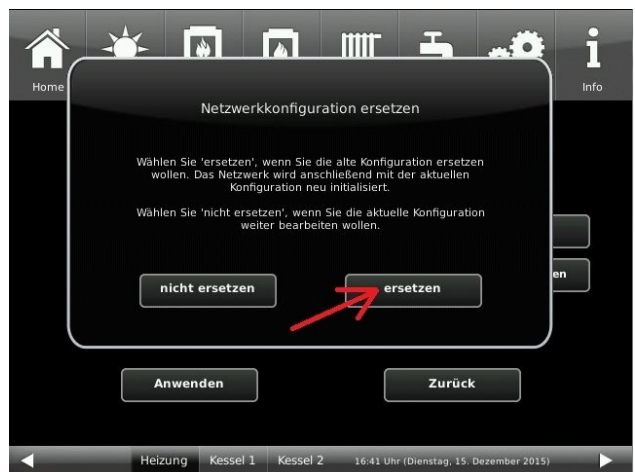 Home
Info
Netzwerkkonfiguration ersetzen
Wählen Sie 'ersetzen', wenn Sie die alte Konfiguration ersetzen
wollen. Das Netzwerk wird anschließend mit der aktuellen
Konfiguration neu initialisiert.
Wählen Sie 'nicht ersetzen', wenn Sie die aktuelle Konfiguration
weiter bearbeiten wollen.
en
nicht ersetzen
ersetzen
Anwenden
Zurück
Heizung Kessel 1 Kessel 2 16:41 Uhr (Dienstag, 15. Dezember 2015)